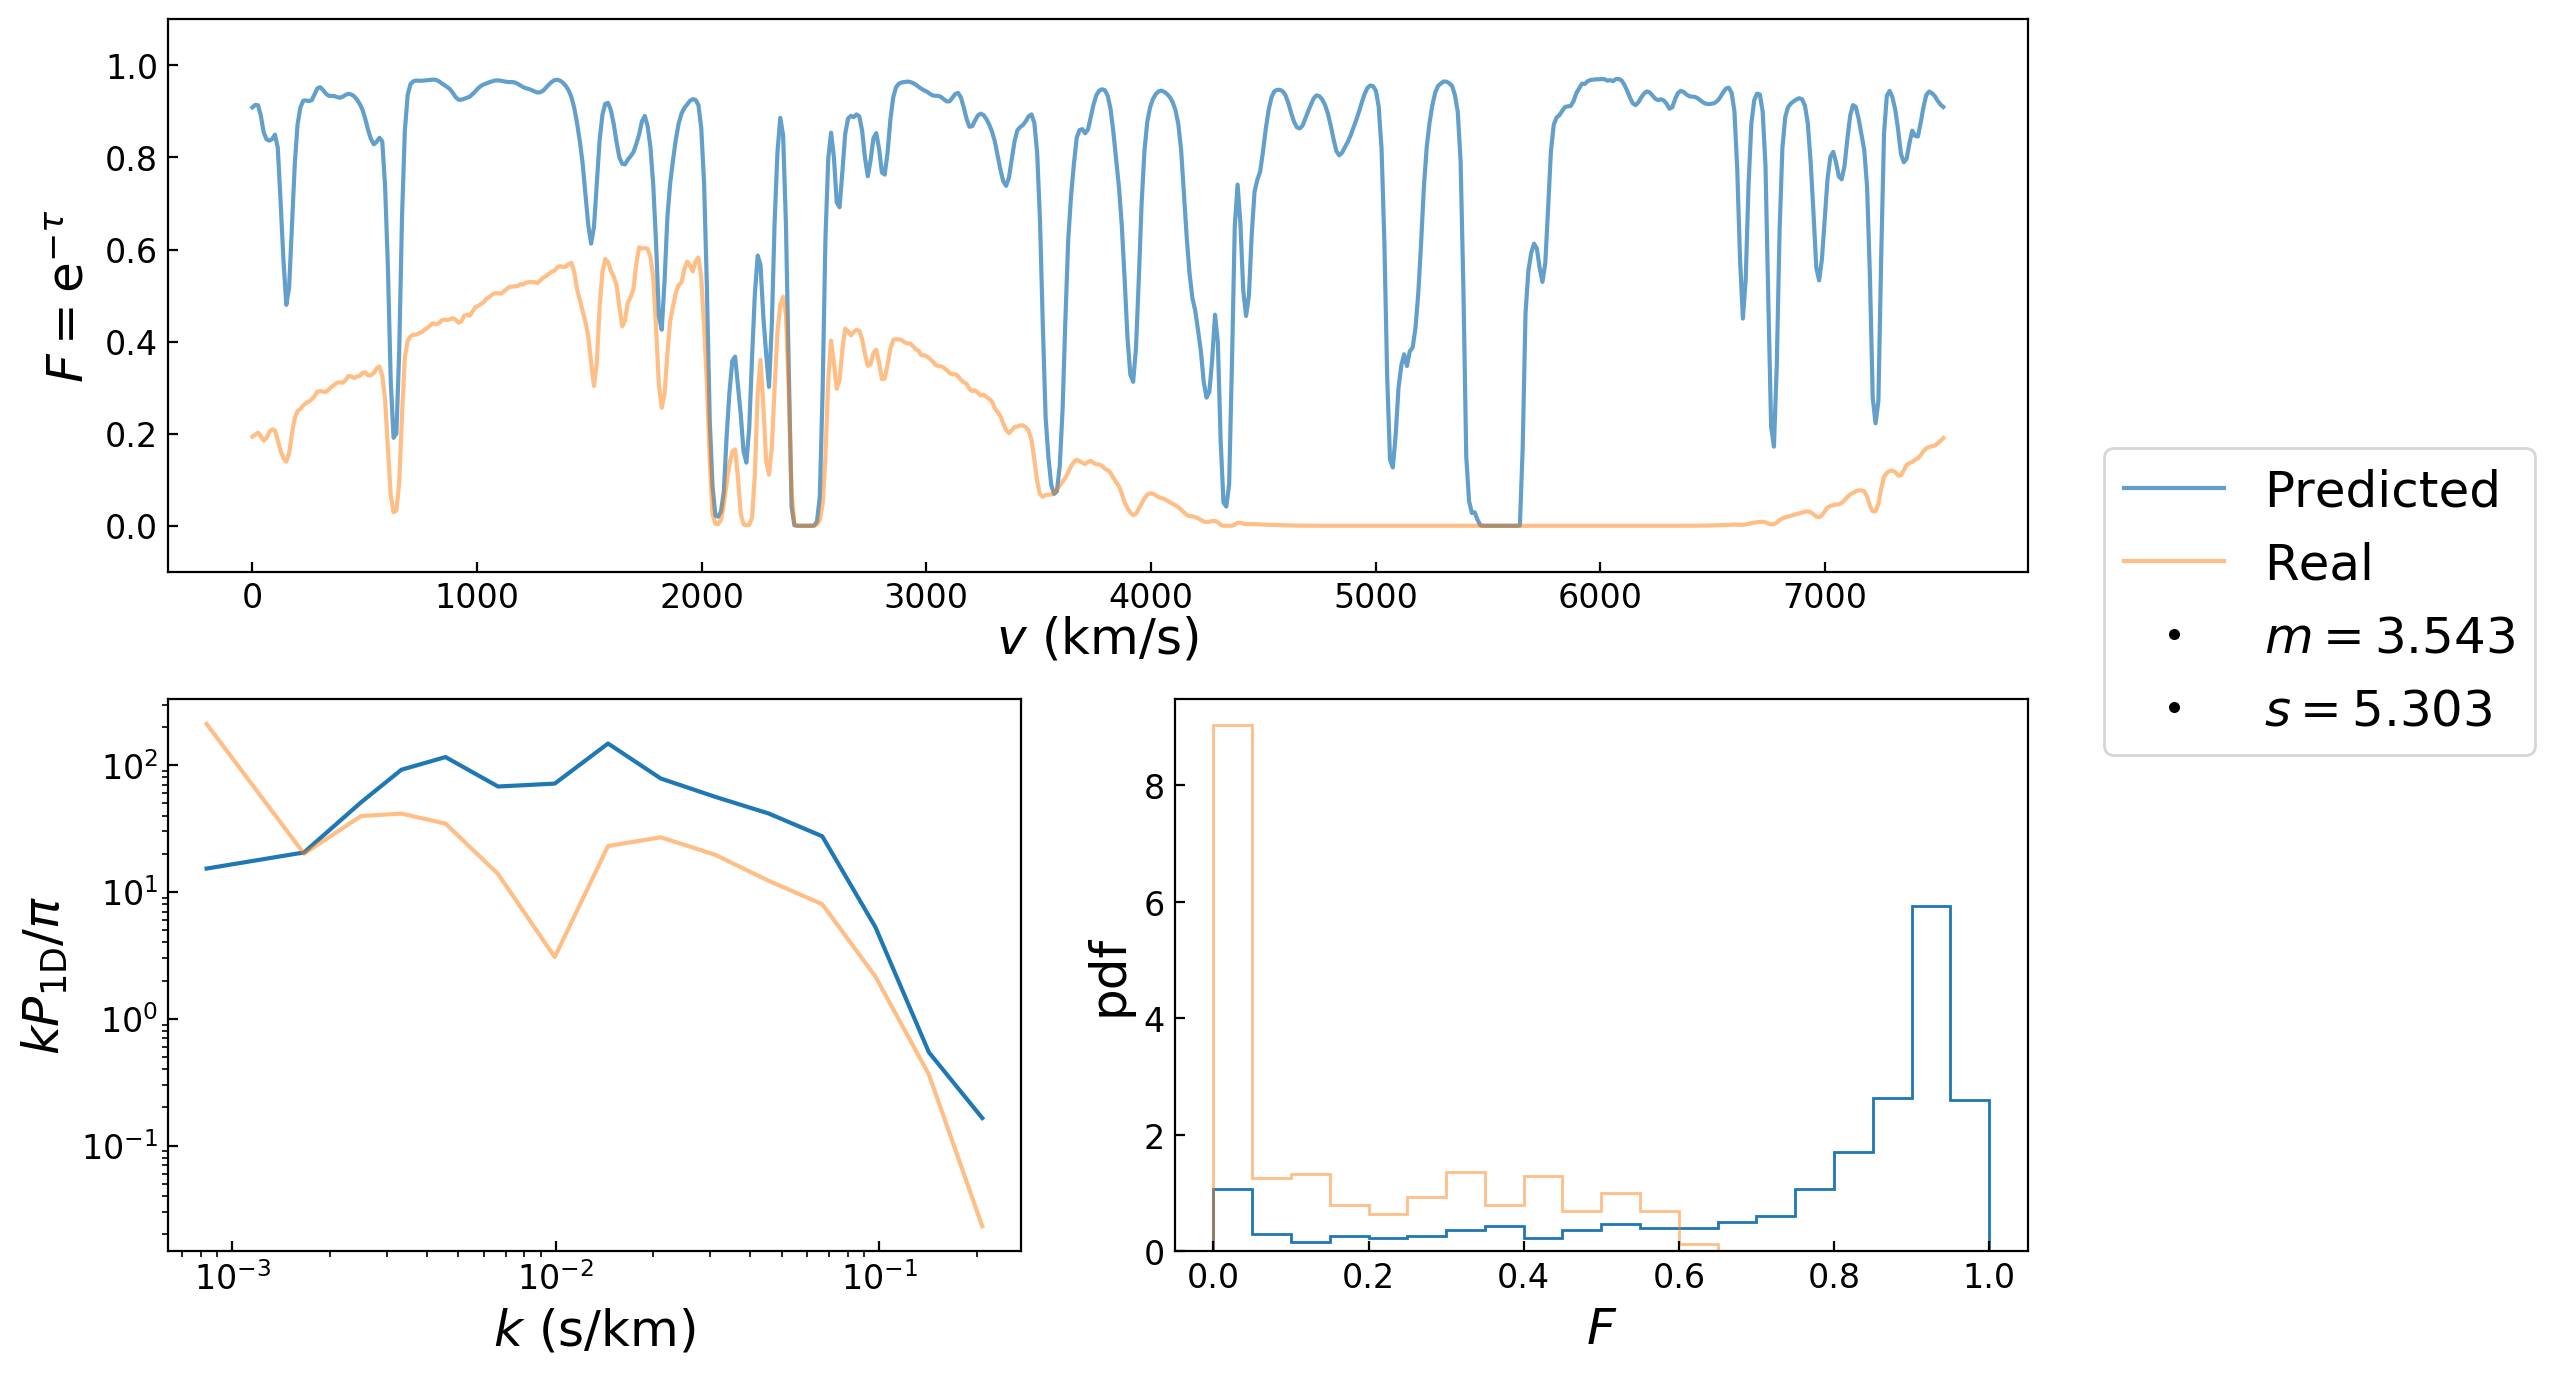 1.0
0.8
0.6
0.4
0.2
0.0
F = e^{-τ}
0 1000 2000 3000 4000 5000 6000 7000
v (km/s)
Predicted
Real
m = 3.543
s = 5.303
10^2
10^1
10^0
10^{-1}
kP_{1D}/π
10^{-3} 10^{-2} 10^{-1}
k (s/km)
8
6
4
2
0
pdf
0.0 0.2 0.4 0.6 0.8 1.0
F